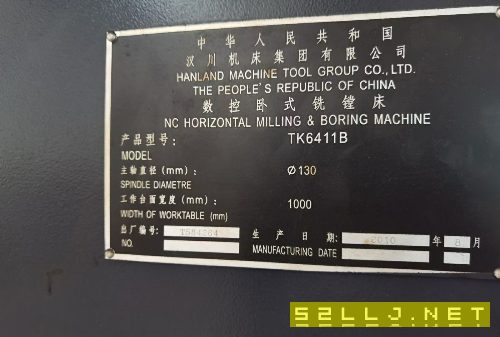 中华人民共和国
汉川机床集团有限公司
HANLAND MACHINE TOOL GROUP CO.,LTD.
THE PEOPLE'S REPUBLIC OF CHINA
数控卧式铣镗床
NC HORIZONTAL MILLING & BORING MACHINE
产品型号: TK6411B
MODEL
主轴直径(mm): Ø130
SPINDLE DIAMETRE
工作台面宽度(mm): 1000
WIDTH OF WORKTABLE (mm)
出厂编号: 1584264 生产日期: 2010 年 8 月
NO. MANUFACTURING DATE
52LLJ.NET